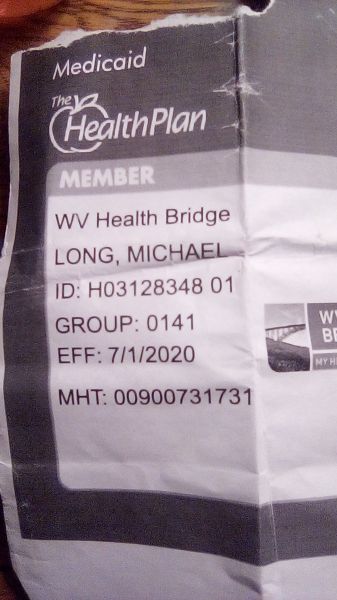 Medicaid
The
HealthPlan
MEMBER
WV Health Bridge
LONG, MICHAEL
ID: H03128348 01
GROUP: 0141
EFF: 7/1/2020
MHT: 00900731731